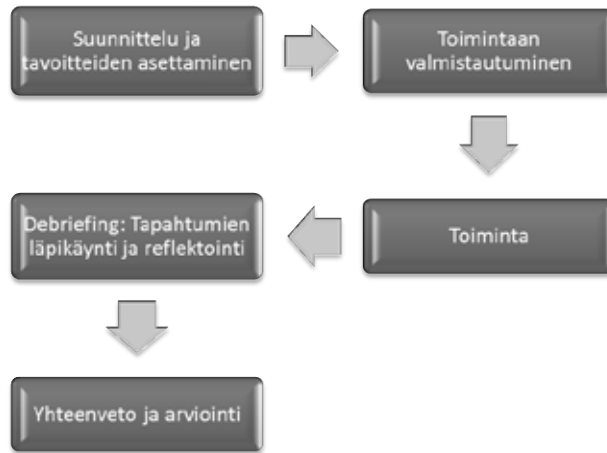 Suunnittelu ja
tavoitteiden asettaminen
Toimintaan
valmistautuminen
Toiminta
Debriefing: Tapahtumien
läpikäynti ja reflektointi
Yhteenveto ja arviointi